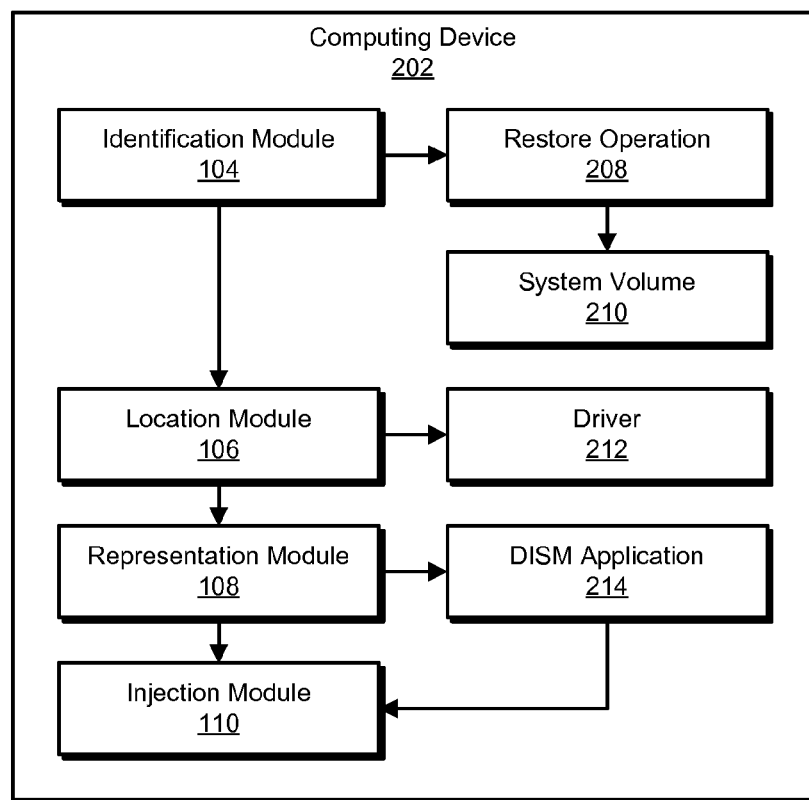 Computing Device
202
Identification Module
104
Restore Operation
208
System Volume
210
Location Module
106
Driver
212
Representation Module
108
DISM Application
214
Injection Module
110